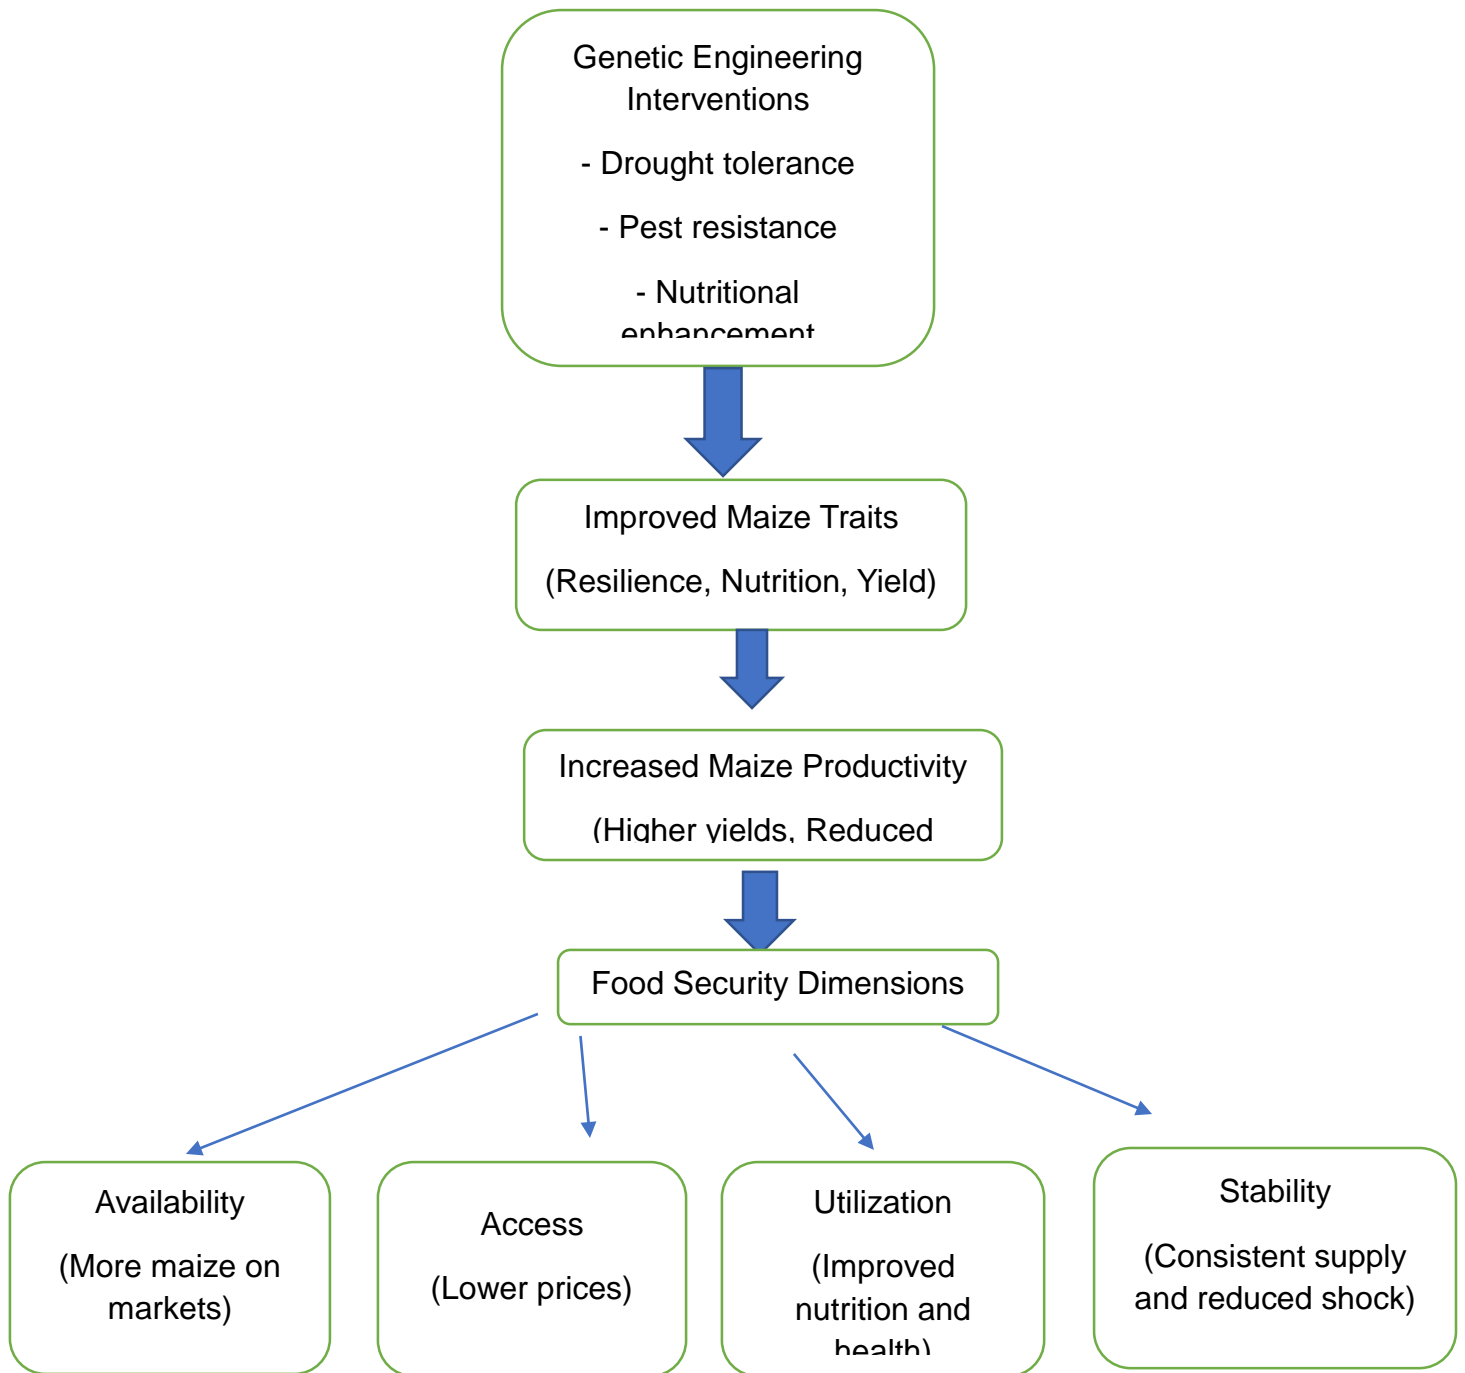 Genetic Engineering
Interventions
- Drought tolerance
- Pest resistance
- Nutritional
enhancement
Improved Maize Traits
(Resilience, Nutrition, Yield)
Increased Maize Productivity
(Higher yields, Reduced
Food Security Dimensions
Availability
(More maize on
markets)
Access
(Lower prices)
Utilization
(Improved
nutrition and
health)
Stability
(Consistent supply
and reduced shock)